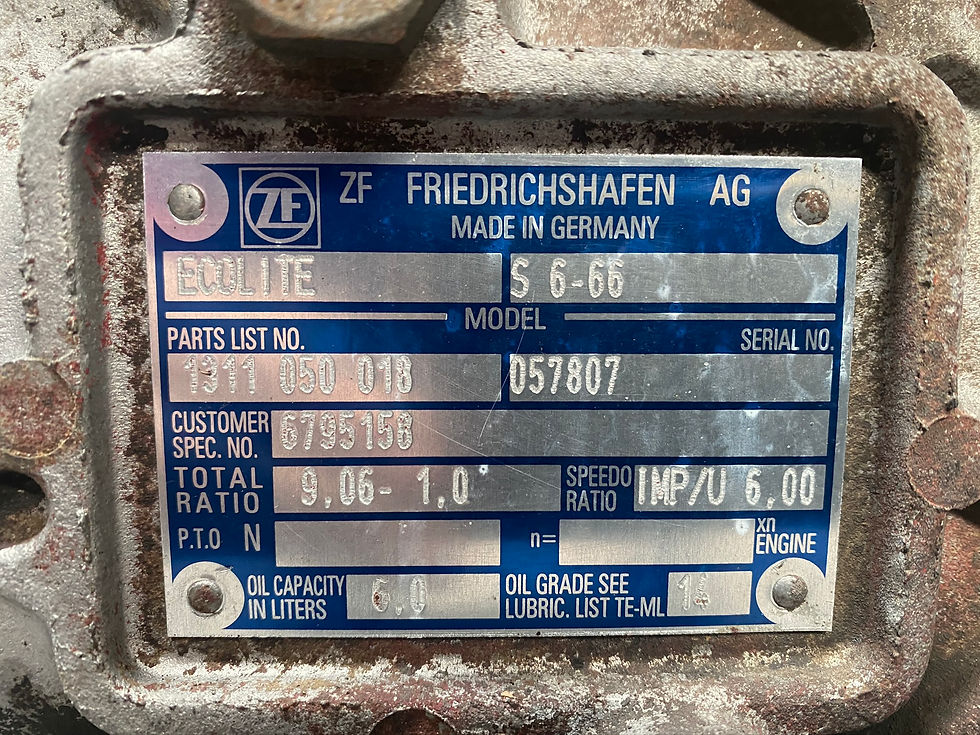 ZF ZF FRIEDRICHSHAFEN AG
MADE IN GERMANY
ECOLITE S 6-66
MODEL
PARTS LIST NO. SERIAL NO.
1311 050 018 057807
CUSTOMER
SPEC. NO. 6795158
TOTAL
RATIO 9,06- 1,0 SPEEDO
RATIO IMP/U 6,00
P.T.O N n= xn
ENGINE
OIL CAPACITY
IN LITERS 6,0 OIL GRADE SEE
LUBRIC. LIST TE-ML